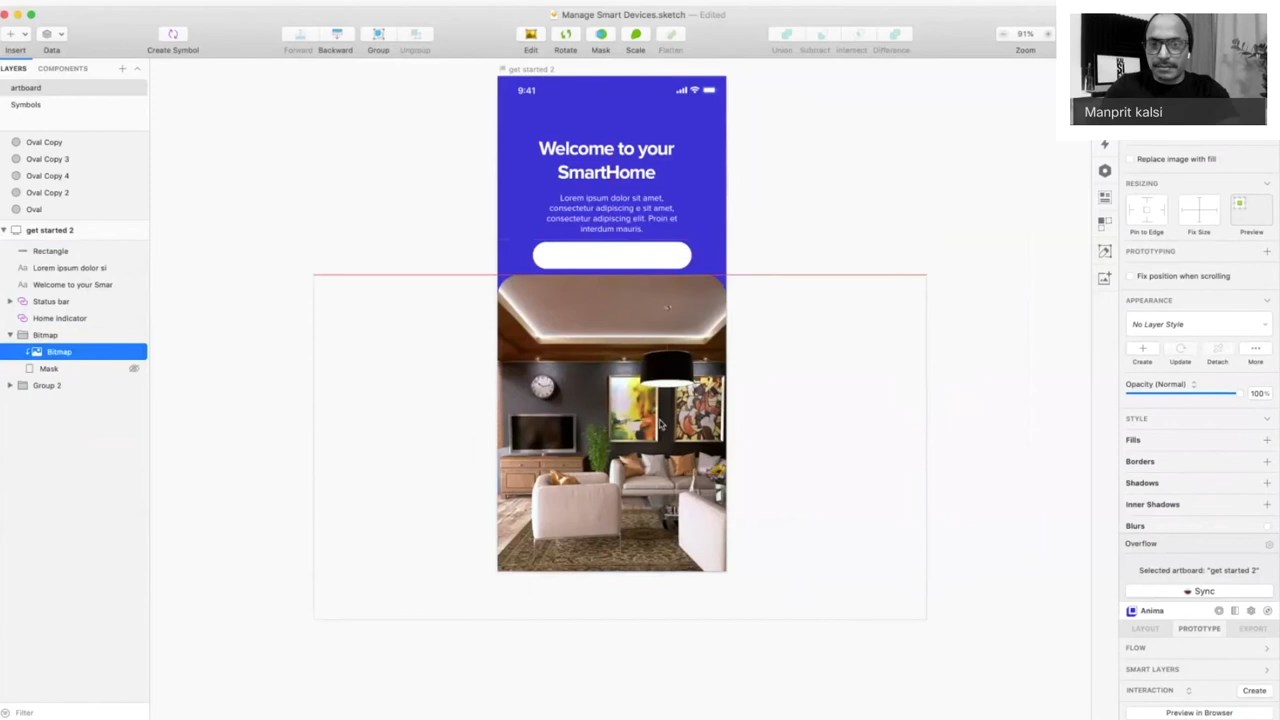 Manage Smart Devices.sketch — Edited
Insert
Data
Create Symbol
Forward
Backward
Group
Ungroup
Edit
Rotate
Mask
Scale
Flatten
Union
Subtract
Intersect
Difference
91%
Zoom
Manprit kalsi
LAYERS
COMPONENTS
artboard
Symbols
Oval Copy
Oval Copy 3
Oval Copy 4
Oval Copy 2
Oval
get started 2
Rectangle
Aa Lorem ipsum dolor si
Aa Welcome to your Smar
Status bar
Home Indicator
Bitmap
Bitmap
Mask
Group 2
Filter
get started 2
9:41
Welcome to your
SmartHome
Lorem ipsum dolor sit amet,
consectetur adipiscing e sit amet,
consectetur adipiscing elit. Proin et
interdum mauris.
Replace image with fill
RESIZING
Pin to Edge
Fix Size
Preview
PROTOTYPING
Fix position when scrolling
APPEARANCE
No Layer Style
Create
Update
Detach
More
Opacity (Normal)
100%
STYLE
Fills
Borders
Shadows
Inner Shadows
Blurs
Overflow
Selected artboard: "get started 2"
Sync
Anima
LAYOUT
PROTOTYPE
EXPORT
FLOW
SMART LAYERS
INTERACTION
Create
Preview in Browser